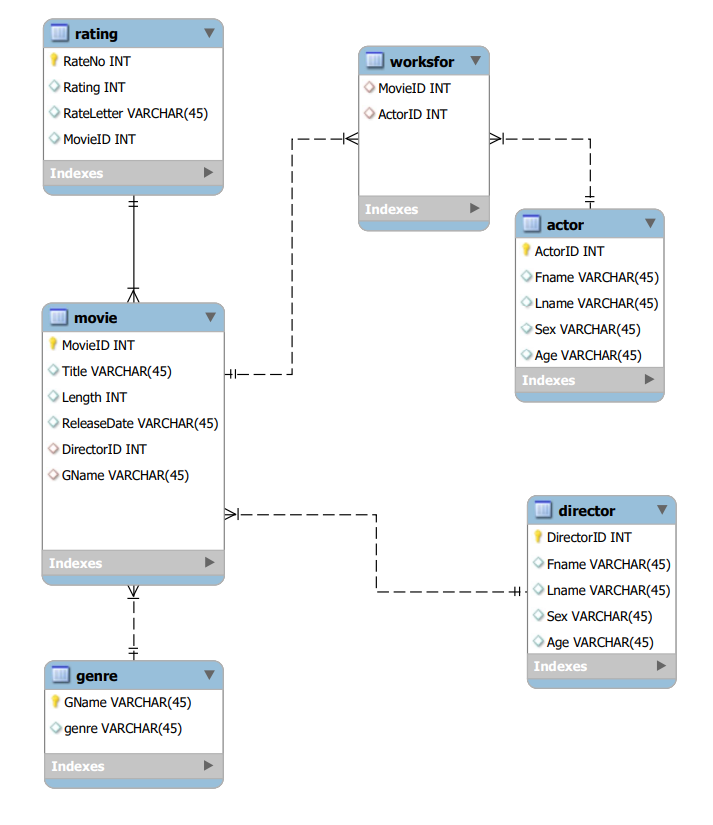 rating
RateNo INT
Rating INT
RateLetter VARCHAR(45)
MovieID INT
Indexes
worksfor
MovieID INT
ActorID INT
Indexes
actor
ActorID INT
Fname VARCHAR(45)
Lname VARCHAR(45)
Sex VARCHAR(45)
Age VARCHAR(45)
Indexes
movie
MovieID INT
Title VARCHAR(45)
Length INT
ReleaseDate VARCHAR(45)
DirectorID INT
GName VARCHAR(45)
Indexes
director
DirectorID INT
Fname VARCHAR(45)
Lname VARCHAR(45)
Sex VARCHAR(45)
Age VARCHAR(45)
Indexes
genre
GName VARCHAR(45)
genre VARCHAR(45)
Indexes